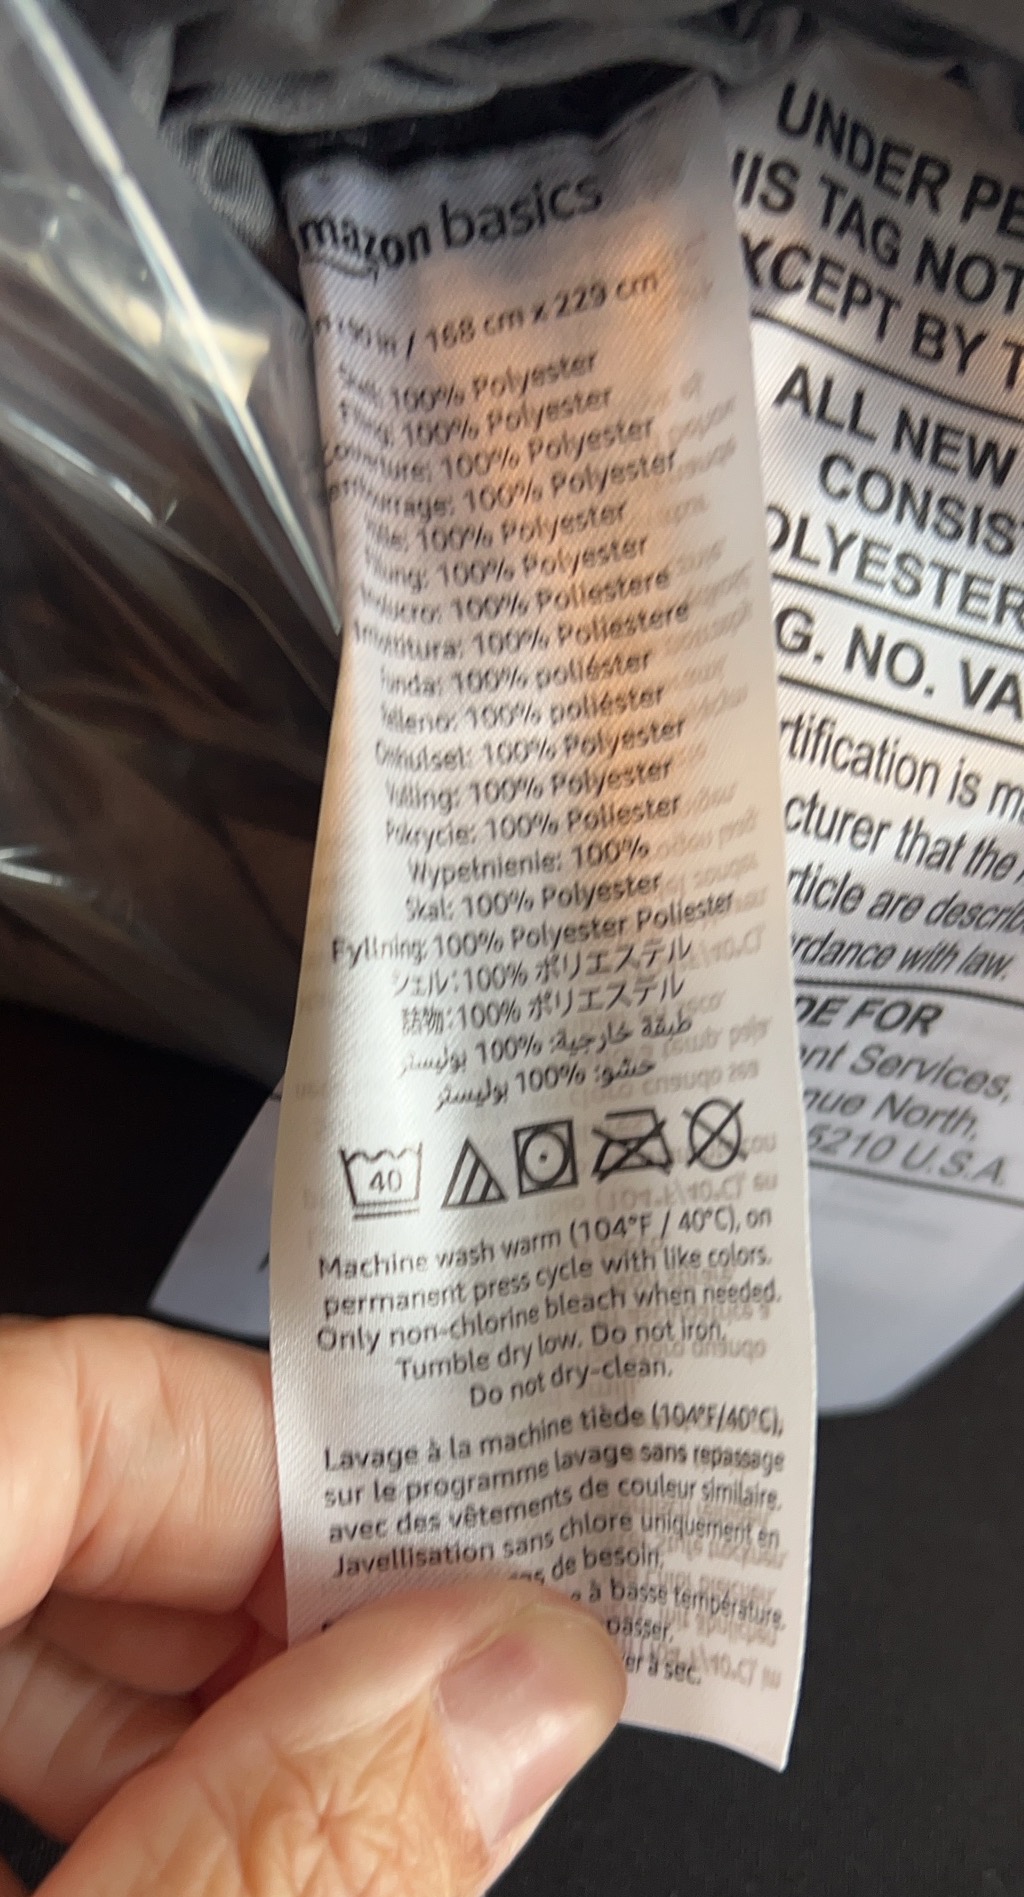 mazon basics
in / 168 cm x 229 cm
100% Polyester
100% Polyester
100% Polyester
100% Polyester
100% Polyester
100% Polyester
100% Poliestere
100% Poliestere
100% poliéster
100% poliéster
100% Polyester
100% Polyester
Pokrycie: 100% Poliester
Wypełnienie: 100%
Skal: 100% Polyester
Fyllning: 100% Polyester Poliester
シェル: 100% ポリエステル
詰物: 100% ポリエステル
طبقة خارجية: 100% بوليستر
حشو: 100% بوليستر
40
Machine wash warm (104°F / 40°C), on
permanent press cycle with like colors.
Only non-chlorine bleach when needed.
Tumble dry low. Do not iron.
Do not dry-clean.
Lavage à la machine tiède (104°F/40°C),
sur le programme lavage sans repassage
avec des vêtements de couleur similaire.
Javellisation sans chlore uniquement en
de besoin.
à basse température.
passer.
à sec.
UNDER PE
IS TAG NOT
XCEPT BY T
ALL NEW
CONSIS
OLYESTER
G. NO. VA
rtification is m
cturer that the
rticle are describ
rdance with law.
DE FOR
nt Services,
nue North,
5210 U.S.A.